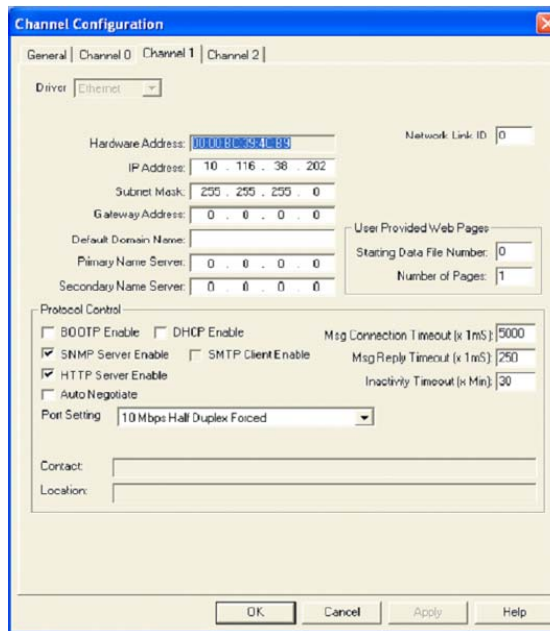 Channel Configuration
General Channel 0 Channel 1 Channel 2
Driver Ethernet
Hardware Address: 00:00:BC:39:4C:B9
Network Link ID 0
IP Address: 10 . 116 . 38 . 202
Subnet Mask: 255 . 255 . 255 . 0
Gateway Address: 0 . 0 . 0 . 0
Default Domain Name:
Primary Name Server: 0 . 0 . 0 . 0
Secondary Name Server: 0 . 0 . 0 . 0
User Provided Web Pages
Starting Data File Number: 0
Number of Pages: 1
Protocol Control
BOOTP Enable DHCP Enable
SNMP Server Enable SMTP Client Enable
HTTP Server Enable
Auto Negotiate
Msg Connection Timeout (x 1mS): 5000
Msg Reply Timeout (x 1mS): 250
Inactivity Timeout (x Min): 30
Port Setting 10 Mbps Half Duplex Forced
Contact:
Location:
OK Cancel Apply Help